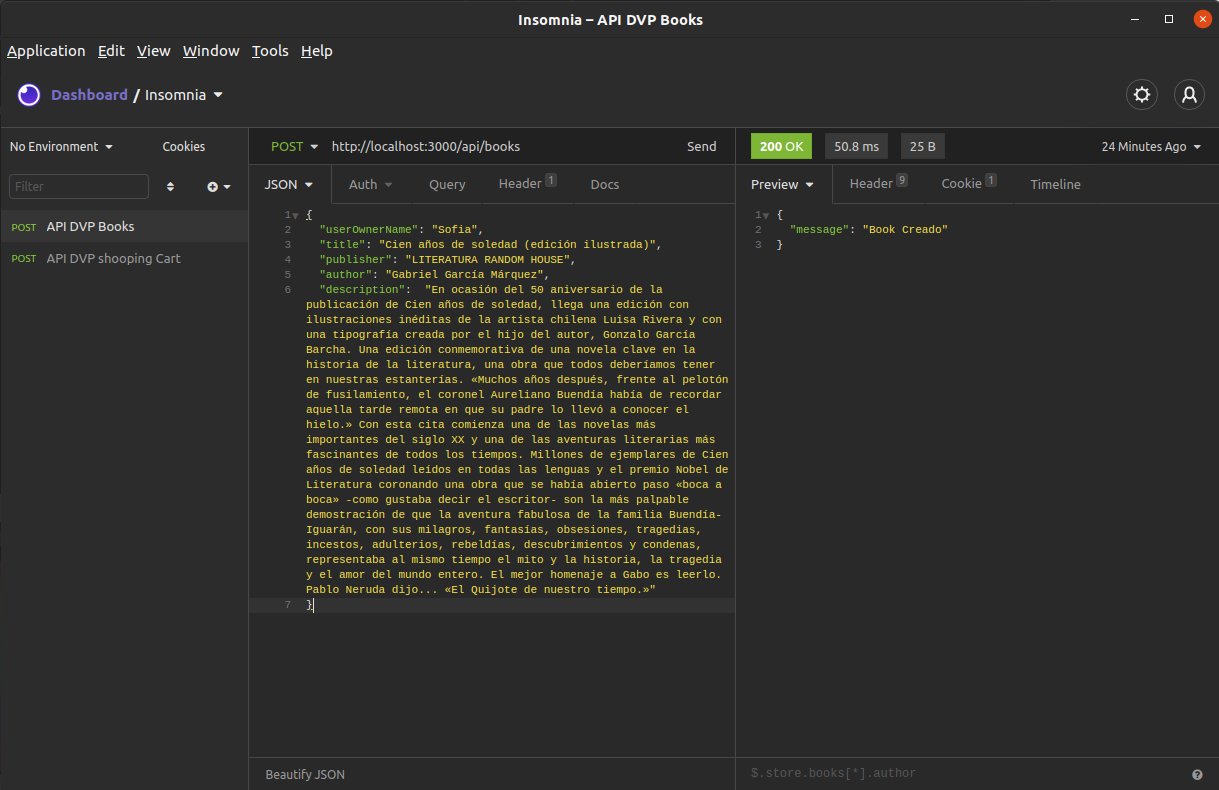 Insomnia – API DVP Books
Application Edit View Window Tools Help
Dashboard / Insomnia
No Environment Cookies
POST http://localhost:3000/api/books Send
200 OK 50.8 ms 25 B 24 Minutes Ago
Filter
JSON Auth Query Header 1 Docs
Preview Header 9 Cookie 1 Timeline
POST API DVP Books
POST API DVP shooping Cart
1 {
2 "userOwnerName": "Sofia",
3 "title": "Cien años de soledad (edición ilustrada)",
4 "publisher": "LITERATURA RANDOM HOUSE",
5 "author": "Gabriel García Márquez",
6 "description":  "En ocasión del 50 aniversario de la
publicación de Cien años de soledad, llega una edición con
ilustraciones inéditas de la artista chilena Luisa Rivera y con
una tipografía creada por el hijo del autor, Gonzalo García
Barcha. Una edición conmemorativa de una novela clave en la
historia de la literatura, una obra que todos deberíamos tener
en nuestras estanterías. «Muchos años después, frente al pelotón
de fusilamiento, el coronel Aureliano Buendía había de recordar
aquella tarde remota en que su padre lo llevó a conocer el
hielo.» Con esta cita comienza una de las novelas más
importantes del siglo XX y una de las aventuras literarias más
fascinantes de todos los tiempos. Millones de ejemplares de Cien
años de soledad leídos en todas las lenguas y el premio Nobel de
Literatura coronando una obra que se había abierto paso «boca a
boca» -como gustaba decir el escritor- son la más palpable
demostración de que la aventura fabulosa de la familia Buendía-
Iguarán, con sus milagros, fantasías, obsesiones, tragedias,
incestos, adulterios, rebeldías, descubrimientos y condenas,
representaba al mismo tiempo el mito y la historia, la tragedia
y el amor del mundo entero. El mejor homenaje a Gabo es leerlo.
Pablo Neruda dijo... «El Quijote de nuestro tiempo.»"
7 }
1 {
2 "message": "Book Creado"
3 }
Beautify JSON
$.store.books[*].author